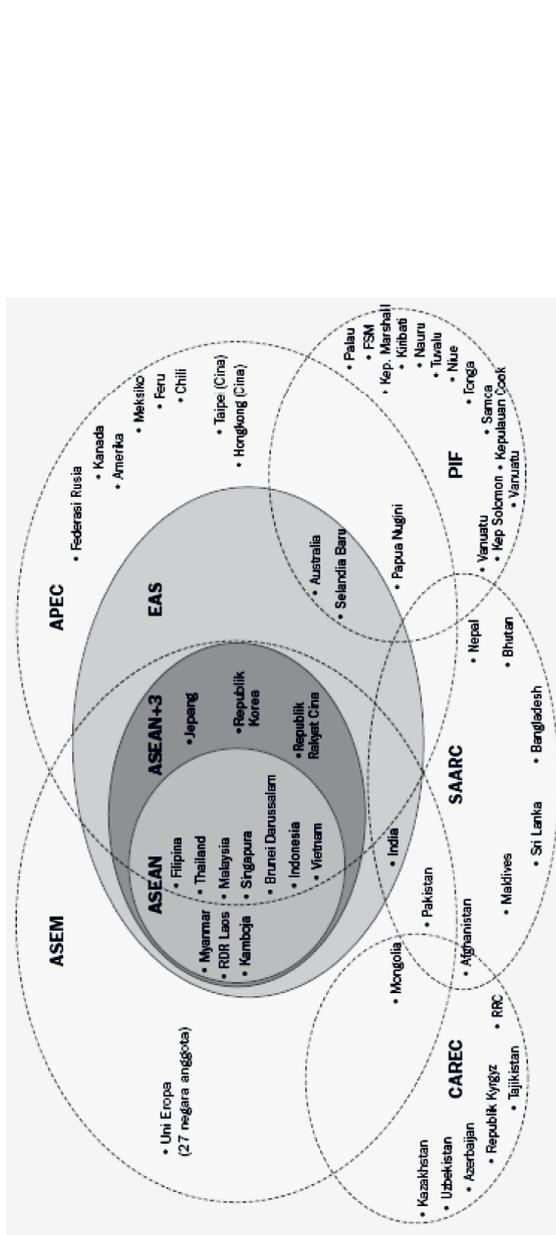 ASEM
APEC
• Uni Eropa
(27 negara anggota)
• Federasi Rusia
• Kanada
• Amerika
• Meksiko
• Feru
• Chili
• Taipei (Cina)
• Hongkong (Cina)
EAS
ASEAN+3
• Jepang
• Republik
Korea
• Republik
Rakyat Cina
ASEAN
• Filipina
• Thailand
• Malaysia
• Singapura
• Brunei Darussalam
• Indonesia
• Vietnam
• Myanmar
• RDR Laos
• Kamboja
• Australia
• Selandia Baru
• Papua Nugini
• India
• Mongolia
• Pakistan
• Afghanistan
CAREC
• Kazakhstan
• Uzbekistan
• Azerbaijan
• Republik Kyrgyz
• Tajikistan
• RRC
SAARC
• Nepal
• Bhutan
• Bangladesh
• Sri Lanka
• Maldives
PIF
• Palau
• FSM
• Kep. Marshall
• Kiribati
• Nauru
• Tuvalu
• Niue
• Tonga
• Samoa
• Kepulauan Cook
• Vanuatu
• Kep Solomon
• Vanuatu